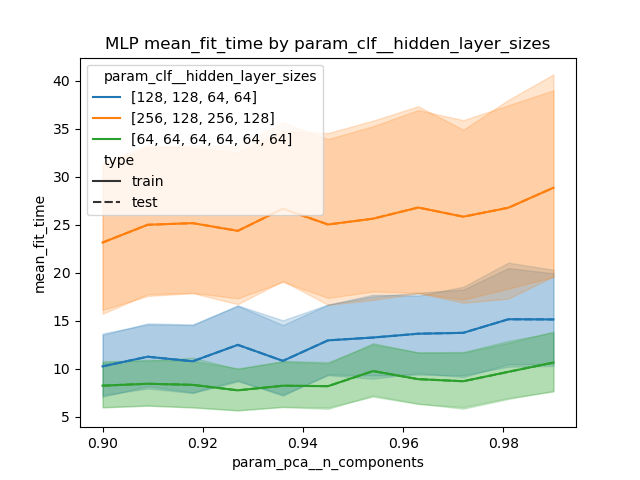 MLP mean_fit_time by param_clf__hidden_layer_sizes
param_clf__hidden_layer_sizes
[128, 128, 64, 64]
[256, 128, 256, 128]
[64, 64, 64, 64, 64, 64]
type
train
test
mean_fit_time
40
35
30
25
20
15
10
5
0.90 0.92 0.94 0.96 0.98
param_pca__n_components